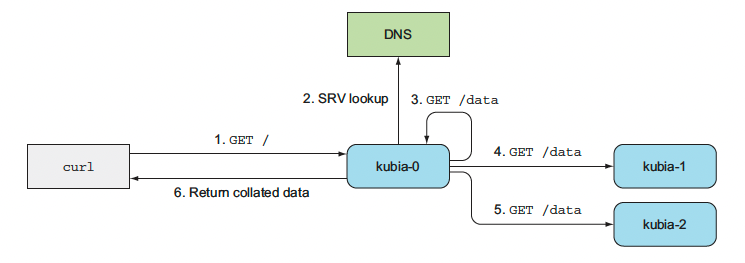 DNS
2. SRV lookup
3. GET /data
1. GET /
4. GET /data
curl
kubia-0
kubia-1
6. Return collated data
5. GET /data
kubia-2